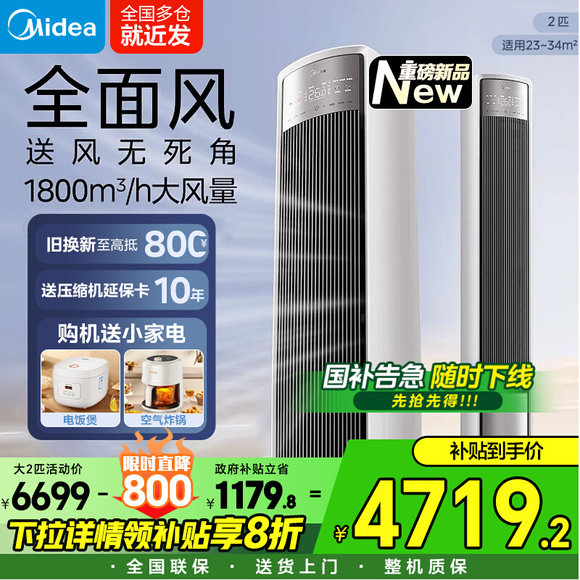 Midea
全国多仓
就近发
2匹
适用23~34m²
重磅新品
New
全面风
送风无死角
1800m³/h大风量
旧换新至高抵800元
送压缩机延保卡10年
购机送小家电
电饭煲
空气炸锅
国补告急 随时下线
先抢先得!!!
补贴到手价
大2匹活动价
限时直降
政府补贴立省
¥6699-800-¥1179.8=¥4719.2
下拉详情领补贴享8折
全国联保 · 送货上门 · 整机质保